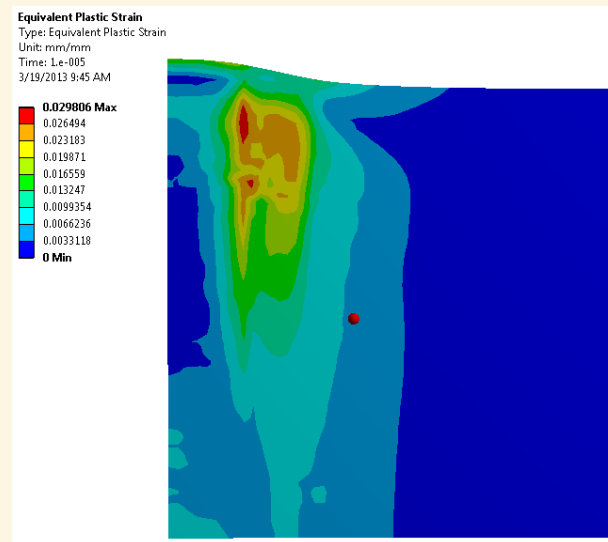 Equivalent Plastic Strain
Type: Equivalent Plastic Strain
Unit: mm/mm
Time: 1.e-005
3/19/2013 9:45 AM
0.029806 Max
0.026494
0.023183
0.019871
0.016559
0.013247
0.0099354
0.0066236
0.0033118
0 Min